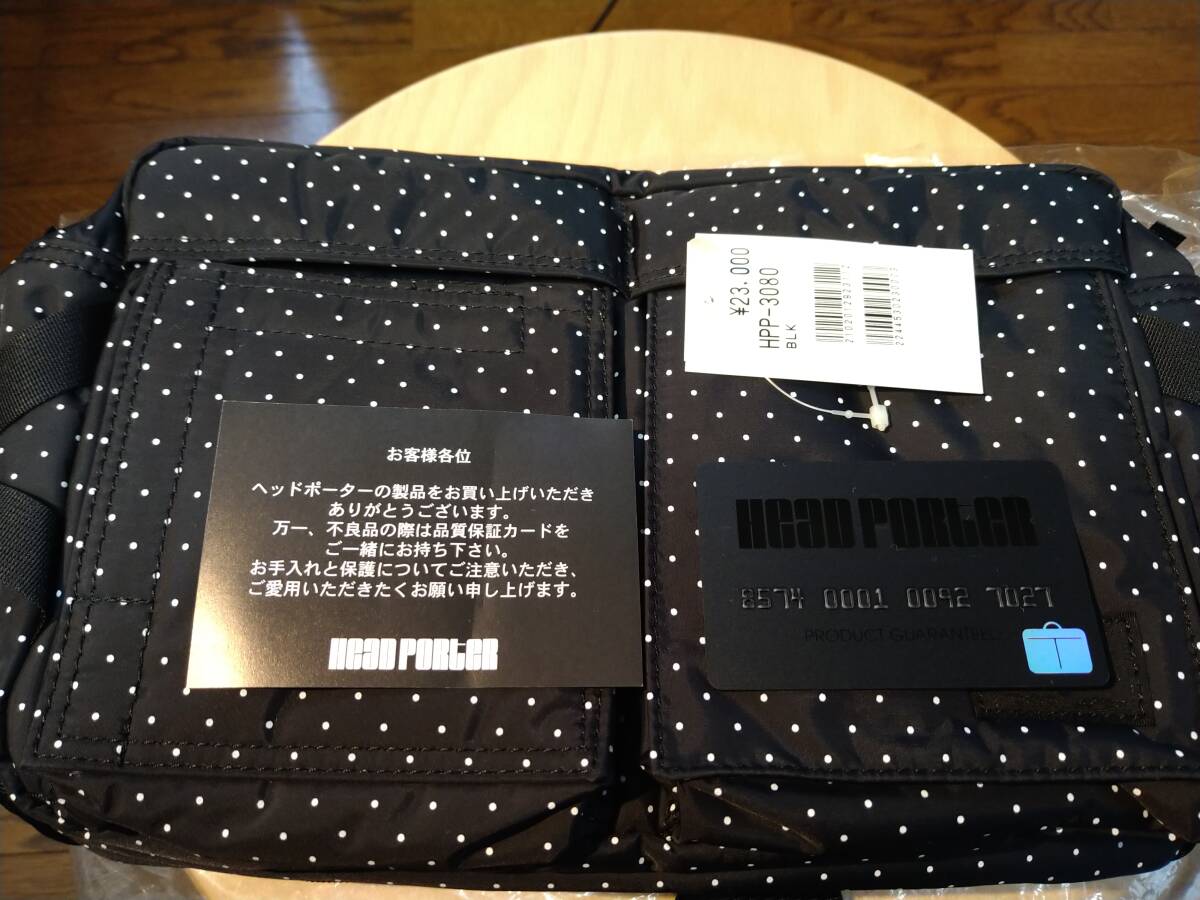 ¥23.000
HPP-3080
BLK
お客様各位
ヘッドポーターの製品をお買い上げいただき
ありがとうございます。
万一、不良品の際は品質保証カードを
ご一緒にお持ち下さい。
お手入れと保護についてご注意いただき、
ご愛用いただきたくお願い申し上げます。
HEAD PORTER
HEAD PORTER
8574 0001 0092 7027
PRODUCT GUARANTEED